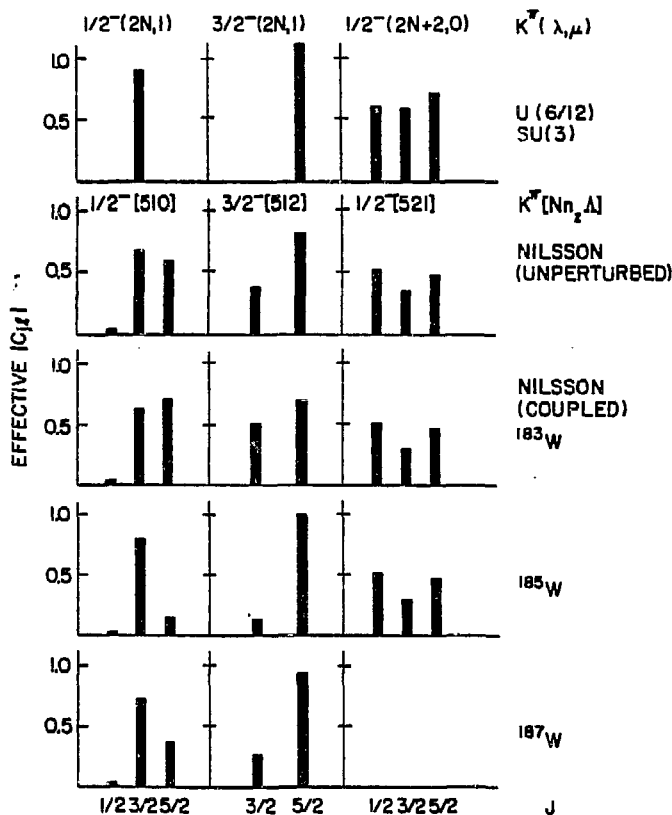 1/2⁻(2N,1) 3/2⁻(2N,1) 1/2⁻(2N+2,0) K^π(λ,μ)
1.0
0.5
U(6/12)
SU(3)
1/2⁻[510] 3/2⁻[512] 1/2⁻[521] K^π[Nn_zΛ]
1.0
0.5
NILSSON
(UNPERTURBED)
EFFECTIVE |C_jℓ|
1.0
0.5
NILSSON
(COUPLED)
¹⁸³W
1.0
0.5
¹⁸⁵W
1.0
0.5
¹⁸⁷W
1/2 3/2 5/2 3/2 5/2 1/2 3/2 5/2 J